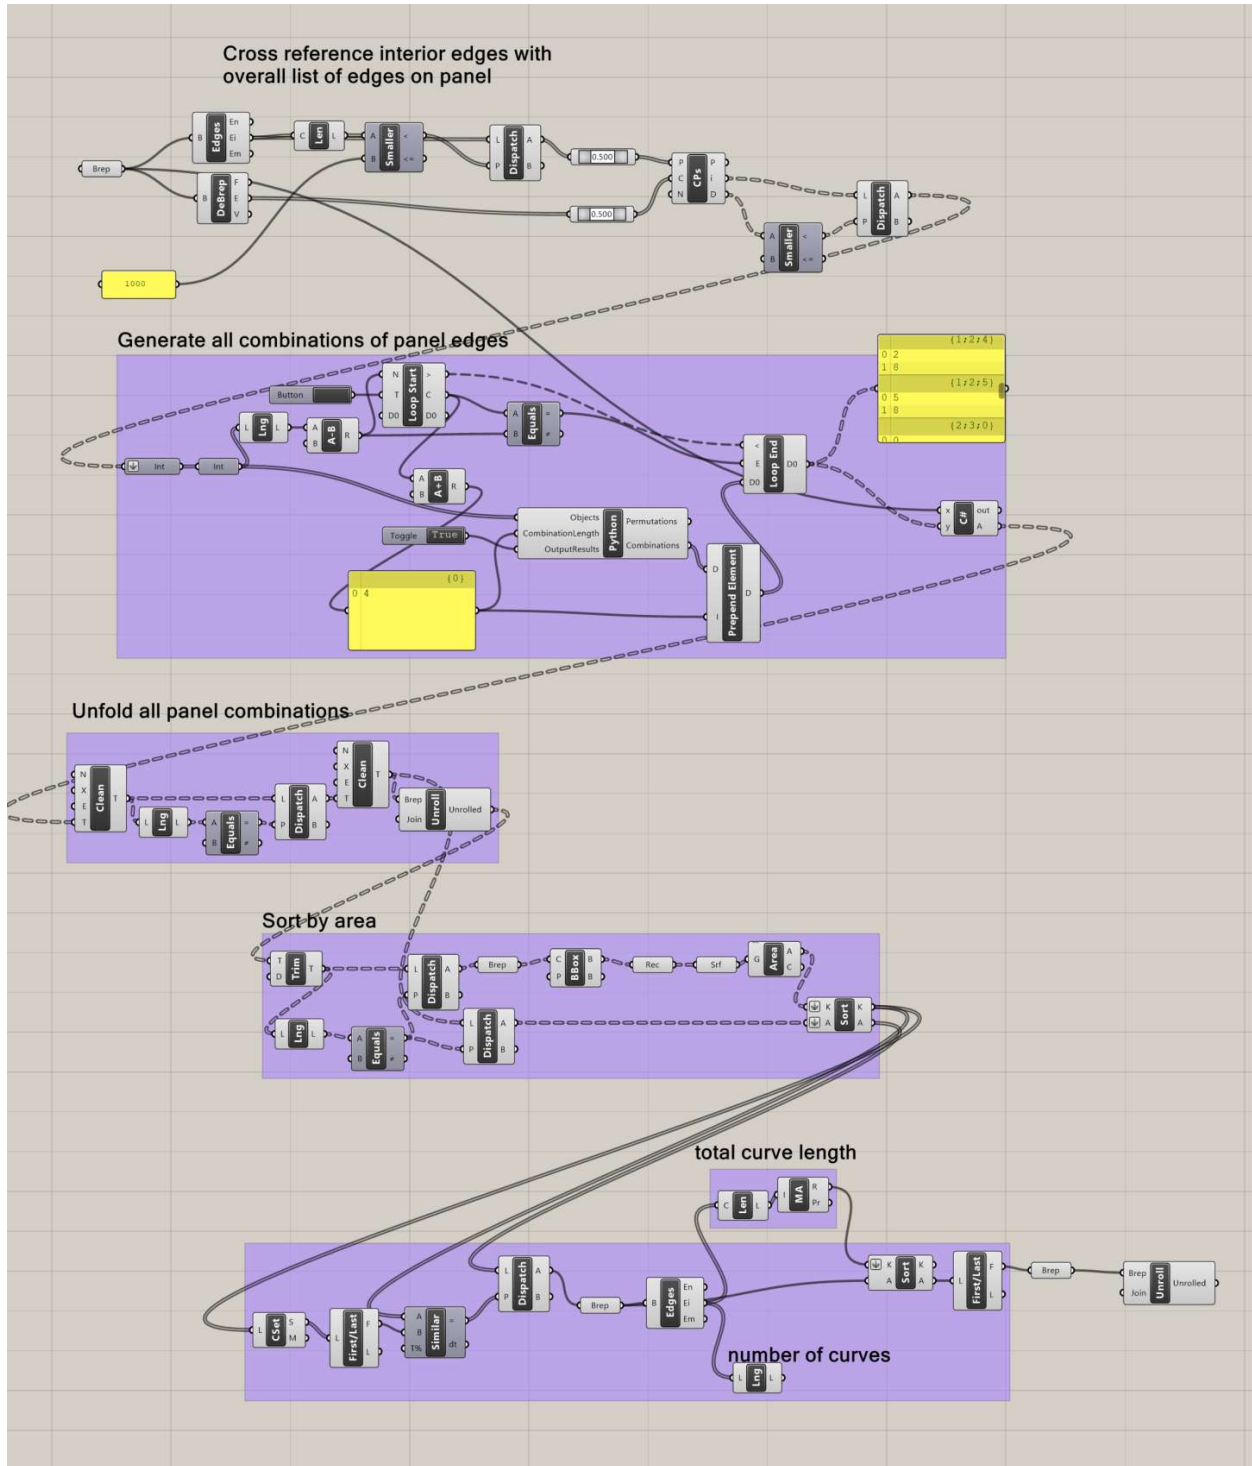 Cross reference interior edges with
overall list of edges on panel
Brep
B Edges En Ei Em
B DeBrep F E V
C Len L
A B Smaller < <=
L P Dispatch A B
0.500
0.500
P C N CPs P i D
A B Smaller < <=
L P Dispatch A B
1000
Generate all combinations of panel edges
Button
N T D0 Loop Start > C D0
L Lng L
A B A-B R
A B Equals = ≠
Int
Int
A B A+B R
< E D0 Loop End D0
{1;2;4}
0 2
1 8
{1;2;5}
0 5
1 8
{2;3;0}
0 0
x y C# out A
Toggle True
Objects CombinationLength OutputResults Python Permutations Combinations
{0}
0 4
D I Prepend Element D
Unfold all panel combinations
N X E T Clean T
L Lng L
A B Equals = ≠
L P Dispatch A B
N X E T Clean T
Brep Join Unroll Unrolled
Sort by area
T D Trim T
L Lng L
A B Equals = ≠
L P Dispatch A B
L P Dispatch A B
Brep
C P BBox B B
Rec
Srf
G Area A C
K A Sort K A
total curve length
C Len L
I MA R Pr
L CSet S M
L First/Last F L
A B T% Similar = dt
L P Dispatch A B
Brep
B Edges En Ei Em
number of curves
L Lng L
K A Sort K A
L First/Last F L
Brep
Brep Join Unroll Unrolled